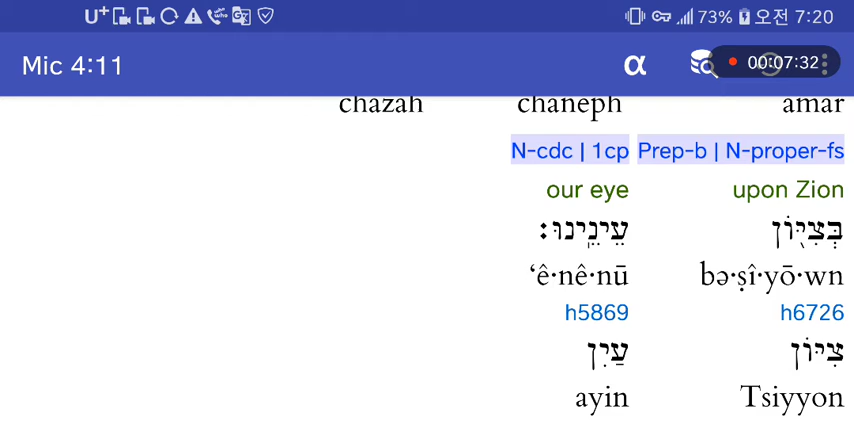 U+ 73% 오전 7:20
Mic 4:11 α 00:07:32
chazah chaneph amar
N-cdc | 1cp Prep-b | N-proper-fs
our eye upon Zion
בְּצִיּ֖וֹן עֵינֵֽינוּ׃
‘ê·nê·nū bə·ṣî·yō·wn
h5869 h6726
צִיּוֹן עַיִן
ayin Tsiyyon